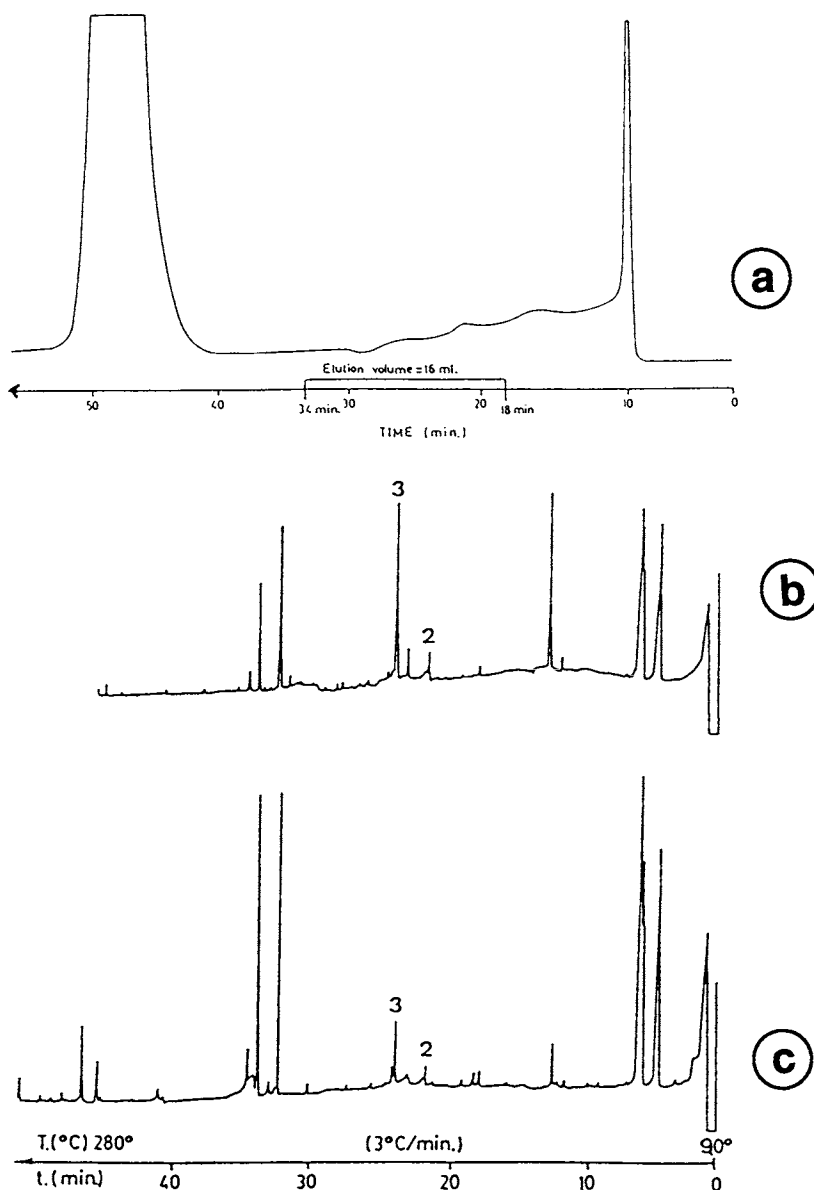 a
Elution volume=16 ml.
50 40 34 min. 30 20 18 min 10 0
TIME (min.)
3
2
b
3
2
c
T.(°C) 280° (3°C/min.) 90°
t.(min.) 40 30 20 10 0